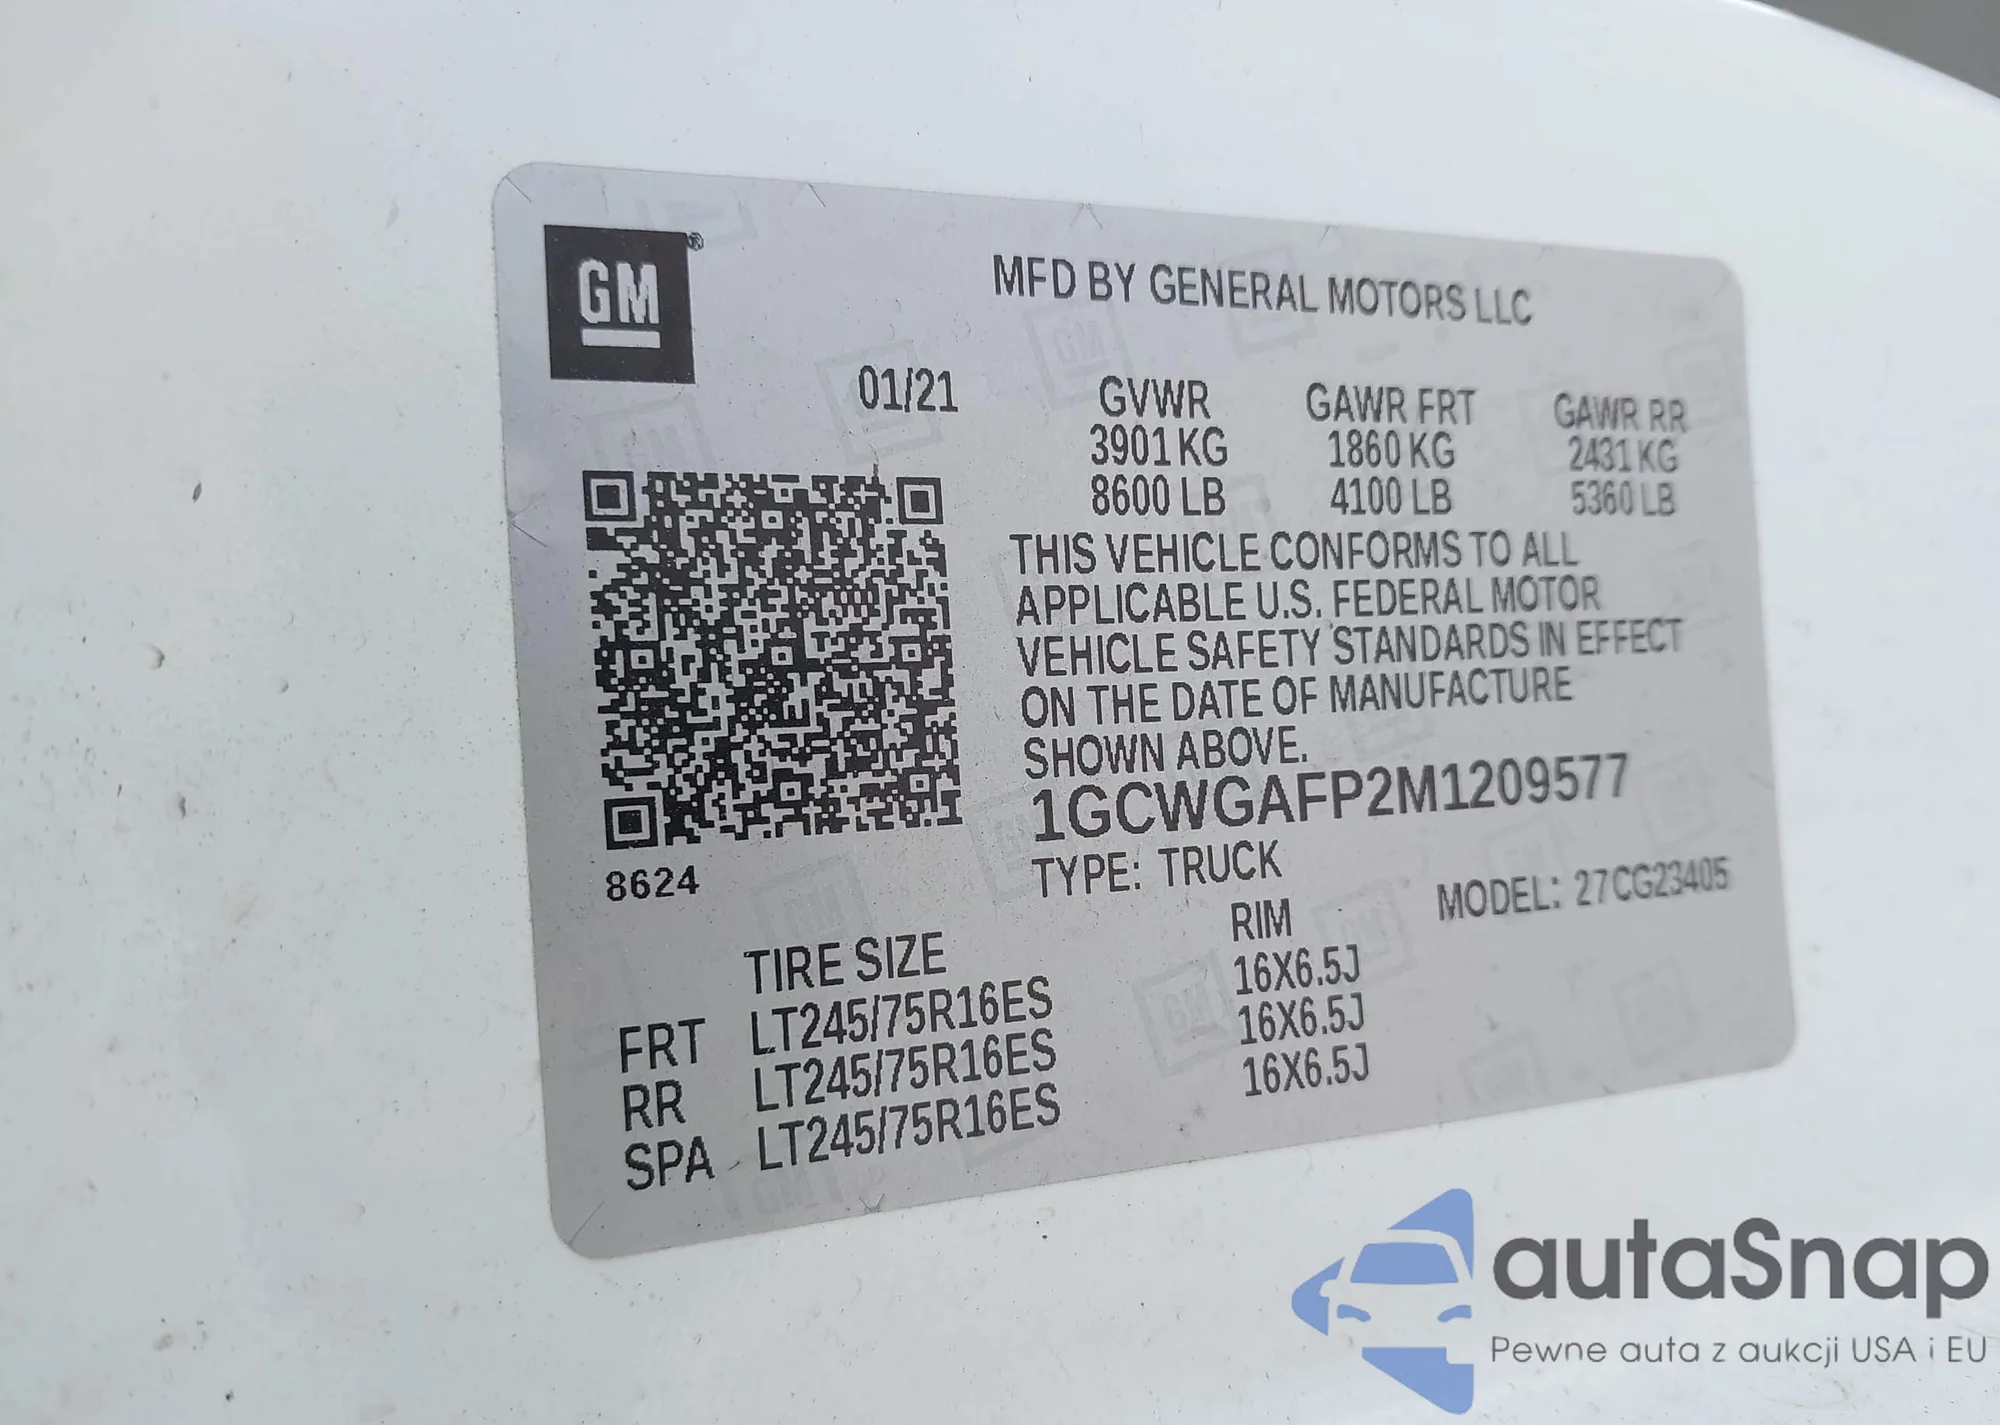 GM®
MFD BY GENERAL MOTORS LLC
01/21
GVWR GAWR FRT GAWR RR
3901 KG 1860 KG 2431 KG
8600 LB 4100 LB 5360 LB
THIS VEHICLE CONFORMS TO ALL
APPLICABLE U.S. FEDERAL MOTOR
VEHICLE SAFETY STANDARDS IN EFFECT
ON THE DATE OF MANUFACTURE
SHOWN ABOVE.
1GCWGAFP2M1209577
8624
TYPE: TRUCK MODEL: 27CG23405
TIRE SIZE RIM
FRT LT245/75R16ES 16X6.5J
RR LT245/75R16ES 16X6.5J
SPA LT245/75R16ES 16X6.5J
autaSnap
Pewne auta z aukcji USA i EU